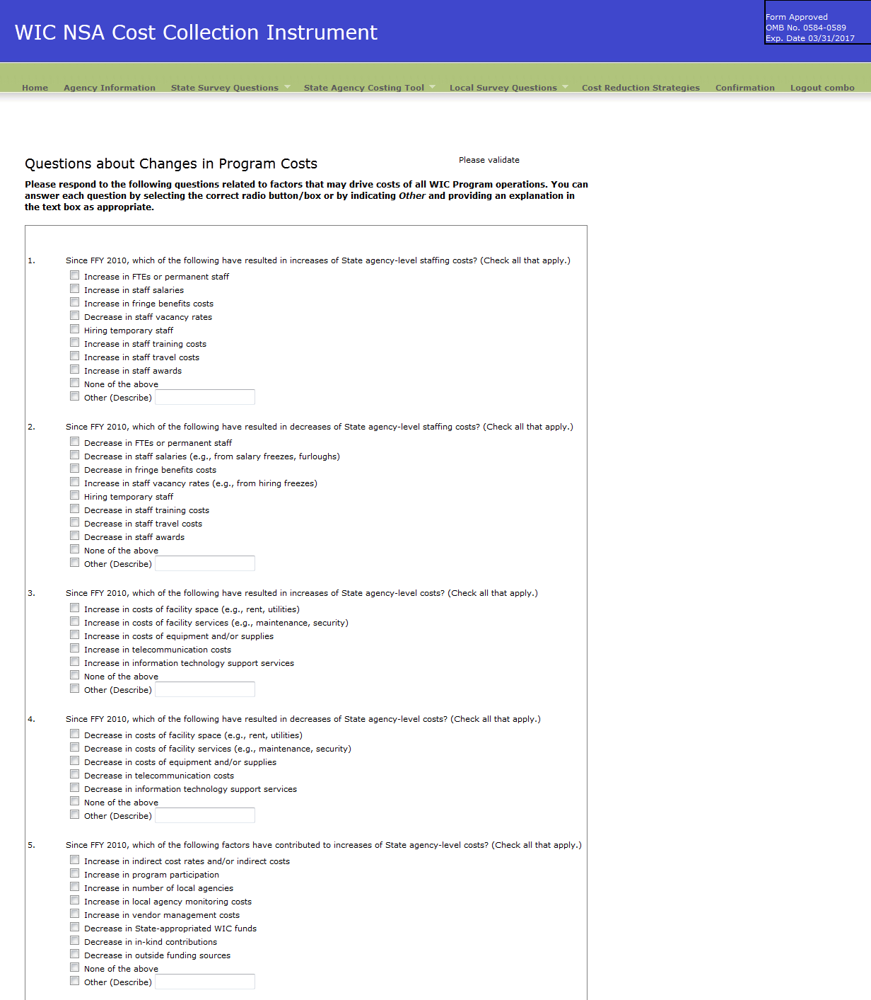 WIC NSA Cost Collection Instrument
Form Approved
OMB No. 0584-0589
Exp. Date 03/31/2017
Home Agency Information State Survey Questions State Agency Costing Tool Local Survey Questions Cost Reduction Strategies Confirmation Logout combo
Questions about Changes in Program Costs
Please validate
Please respond to the following questions related to factors that may drive costs of all WIC Program operations. You can
answer each question by selecting the correct radio button/box or by indicating Other and providing an explanation in
the text box as appropriate.
1. Since FFY 2010, which of the following have resulted in increases of State agency-level staffing costs? (Check all that apply.)
Increase in FTEs or permanent staff
Increase in staff salaries
Increase in fringe benefits costs
Decrease in staff vacancy rates
Hiring temporary staff
Increase in staff training costs
Increase in staff travel costs
Increase in staff awards
None of the above
Other (Describe)
2. Since FFY 2010, which of the following have resulted in decreases of State agency-level staffing costs? (Check all that apply.)
Decrease in FTEs or permanent staff
Decrease in staff salaries (e.g., from salary freezes, furloughs)
Decrease in fringe benefits costs
Increase in staff vacancy rates (e.g., from hiring freezes)
Hiring temporary staff
Decrease in staff training costs
Decrease in staff travel costs
Decrease in staff awards
None of the above
Other (Describe)
3. Since FFY 2010, which of the following have resulted in increases of State agency-level costs? (Check all that apply.)
Increase in costs of facility space (e.g., rent, utilities)
Increase in costs of facility services (e.g., maintenance, security)
Increase in costs of equipment and/or supplies
Increase in telecommunication costs
Increase in information technology support services
None of the above
Other (Describe)
4. Since FFY 2010, which of the following have resulted in decreases of State agency-level costs? (Check all that apply.)
Decrease in costs of facility space (e.g., rent, utilities)
Decrease in costs of facility services (e.g., maintenance, security)
Decrease in costs of equipment and/or supplies
Decrease in telecommunication costs
Decrease in information technology support services
None of the above
Other (Describe)
5. Since FFY 2010, which of the following factors have contributed to increases of State agency-level costs? (Check all that apply.)
Increase in indirect cost rates and/or indirect costs
Increase in program participation
Increase in number of local agencies
Increase in local agency monitoring costs
Increase in vendor management costs
Decrease in State-appropriated WIC funds
Decrease in in-kind contributions
Decrease in outside funding sources
None of the above
Other (Describe)